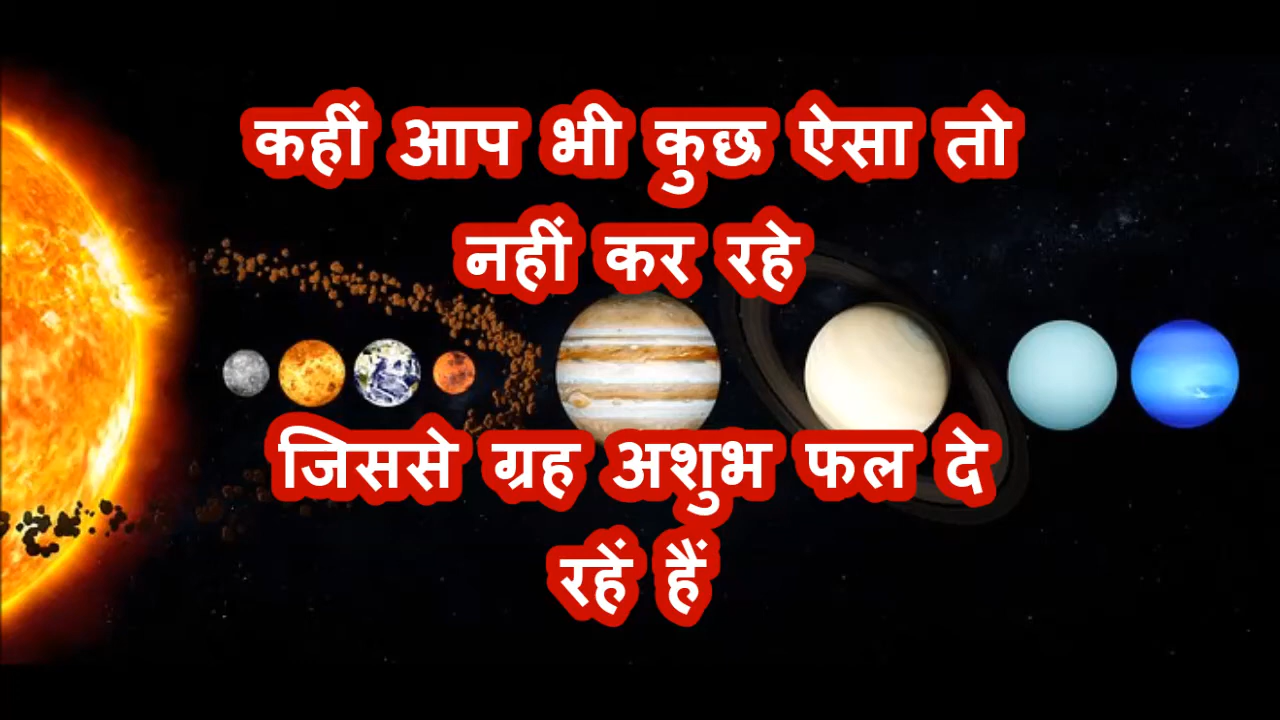 कहीं आप भी कुछ ऐसा तो
नहीं कर रहे
जिससे ग्रह अशुभ फल दे
रहें हैं